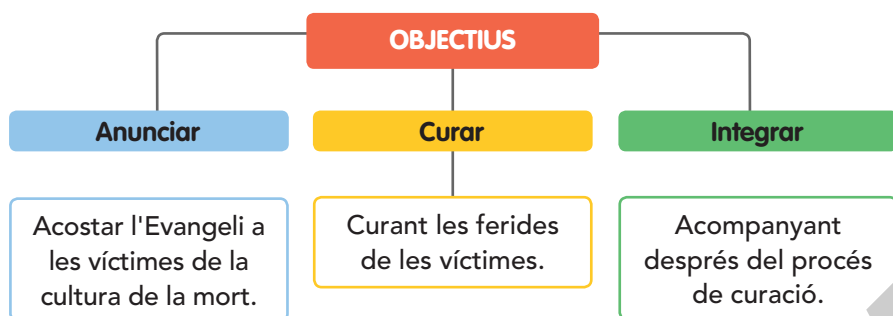 OBJECTIUS
Anunciar
Curar
Integrar
Acostar l'Evangeli a
les víctimes de la
cultura de la mort.
Curant les ferides
de les víctimes.
Acompanyant
després del procés
de curació.